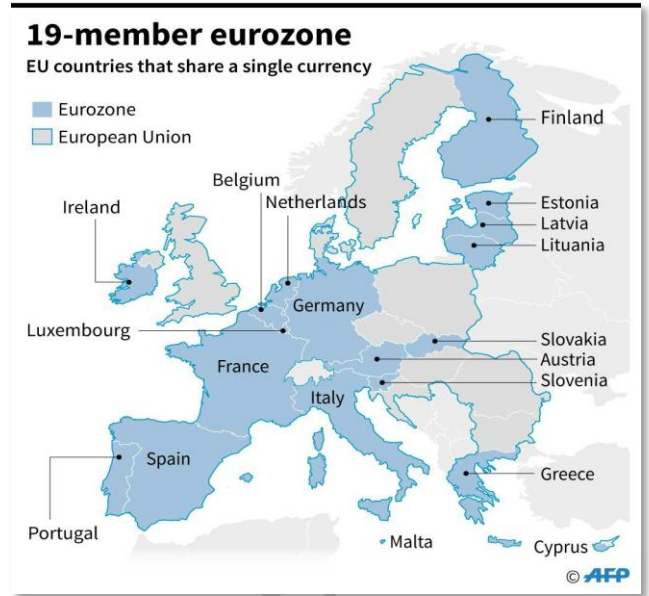 19-member eurozone
EU countries that share a single currency
Eurozone
European Union
Finland
Belgium
Netherlands
Ireland
Estonia
Latvia
Lituania
Germany
Luxembourg
Slovakia
Austria
Slovenia
France
Italy
Spain
Greece
Portugal
Malta
Cyprus
© AFP